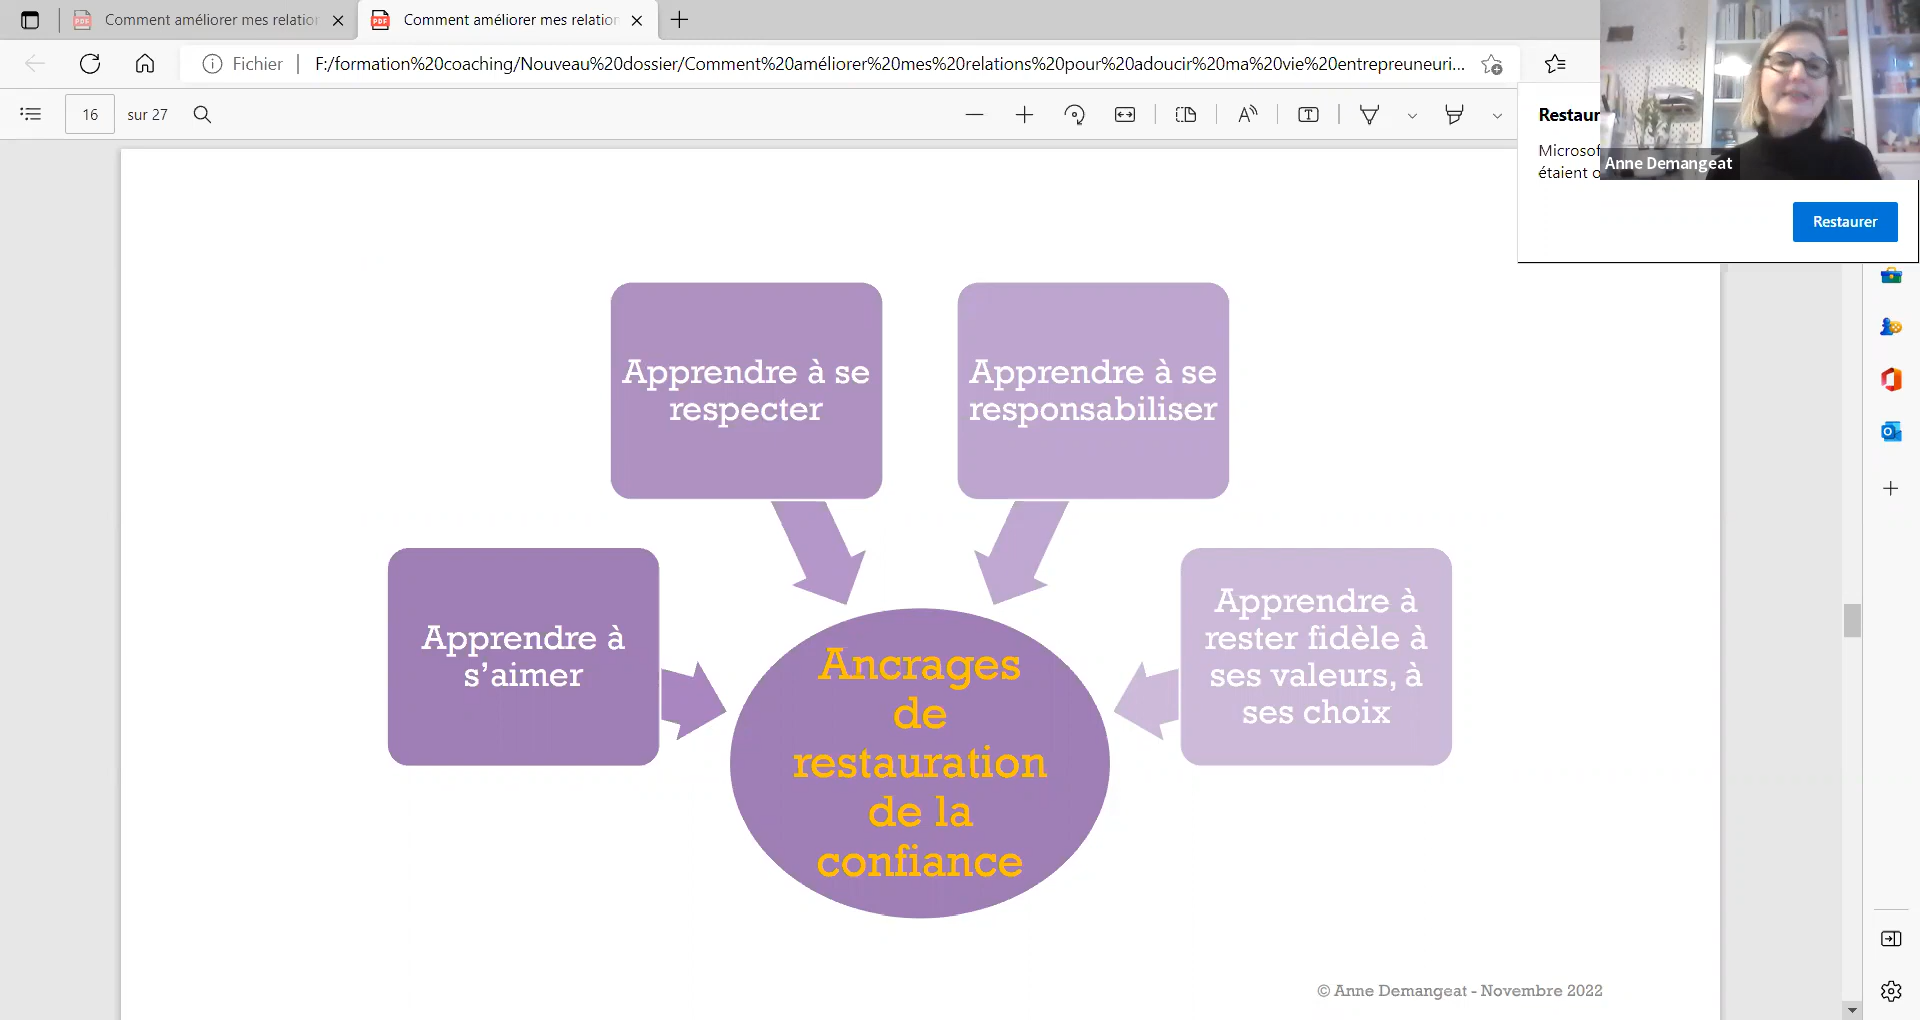 Comment améliorer mes relatio
Comment améliorer mes relatio
Fichier
F:/formation%20coaching/Nouveau%20dossier/Comment%20améliorer%20mes%20relations%20pour%20adoucir%20ma%20vie%20entrepreuneuri...
16 sur 27
Restaur
Microsof
étaient o
Anne Demangeat
Restaurer
Apprendre à se
respecter
Apprendre à se
responsabiliser
Apprendre à
s’aimer
Apprendre à
rester fidèle à
ses valeurs, à
ses choix
Ancrages
de
restauration
de la
confiance
© Anne Demangeat - Novembre 2022